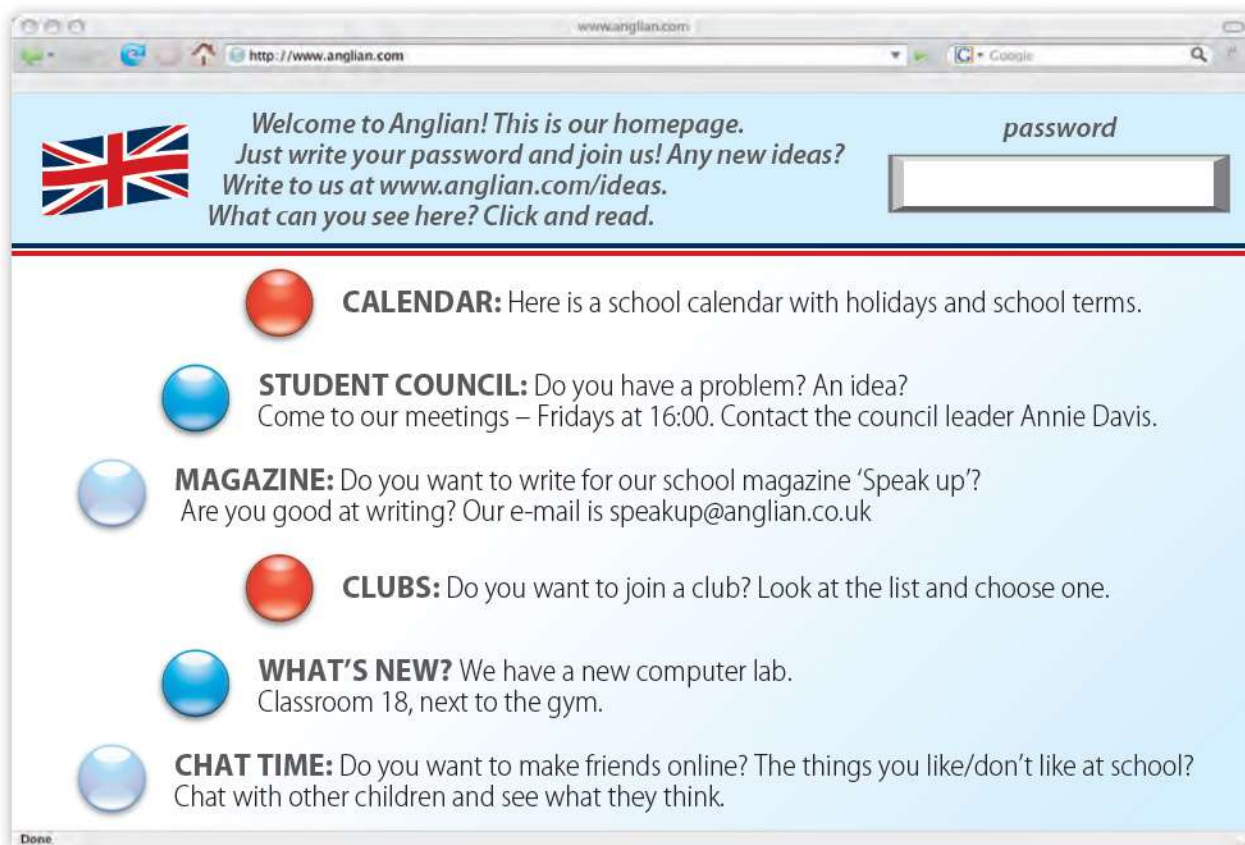 www.anglian.com
http://www.anglian.com
Google
Welcome to Anglian! This is our homepage.
Just write your password and join us! Any new ideas?
Write to us at www.anglian.com/ideas.
What can you see here? Click and read.
password
CALENDAR: Here is a school calendar with holidays and school terms.
STUDENT COUNCIL: Do you have a problem? An idea?
Come to our meetings – Fridays at 16:00. Contact the council leader Annie Davis.
MAGAZINE: Do you want to write for our school magazine ‘Speak up’?
Are you good at writing? Our e-mail is speakup@anglian.co.uk
CLUBS: Do you want to join a club? Look at the list and choose one.
WHAT’S NEW? We have a new computer lab.
Classroom 18, next to the gym.
CHAT TIME: Do you want to make friends online? The things you like/don’t like at school?
Chat with other children and see what they think.
Done